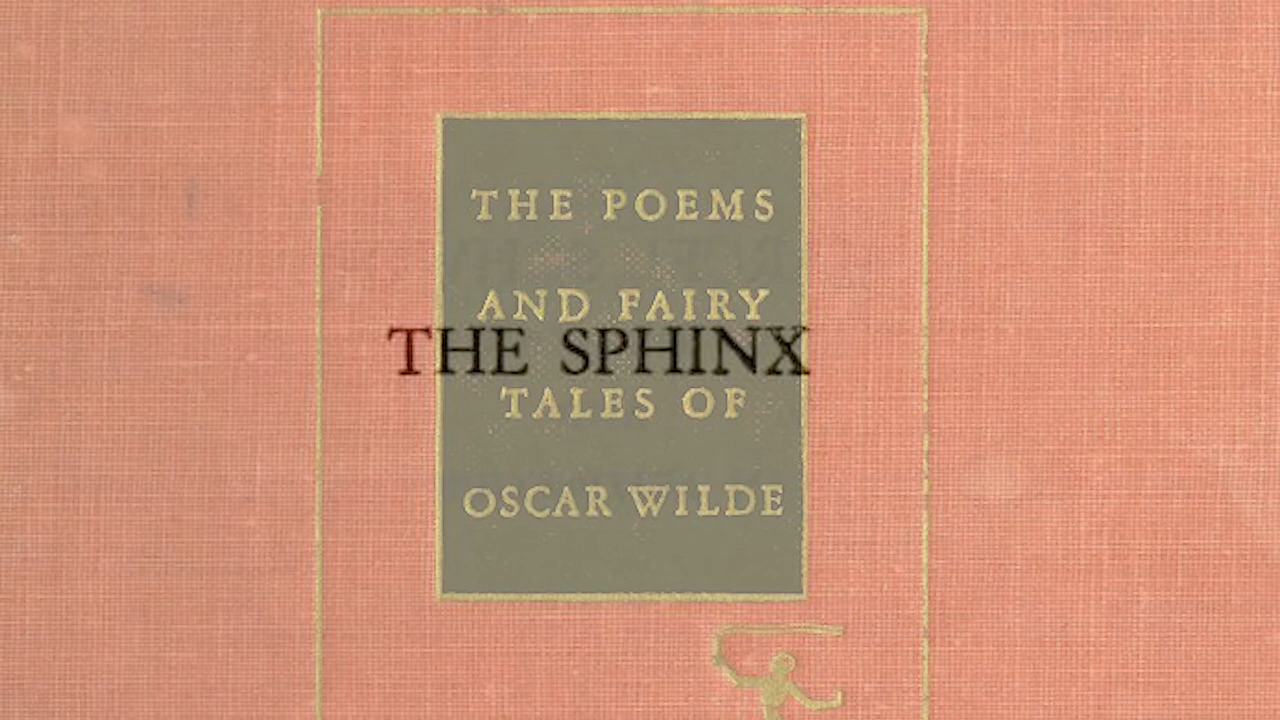 THE POEMS
AND FAIRY
THE SPHINX
TALES OF
OSCAR WILDE